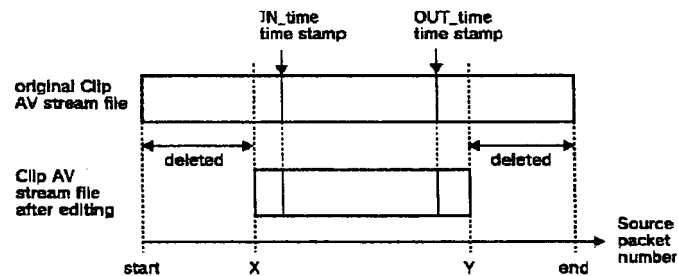 IN_time
time stamp
OUT_time
time stamp
original Clip
AV stream file
deleted
deleted
Clip AV
stream file
after editing
Source
packet
number
start
X
Y
end